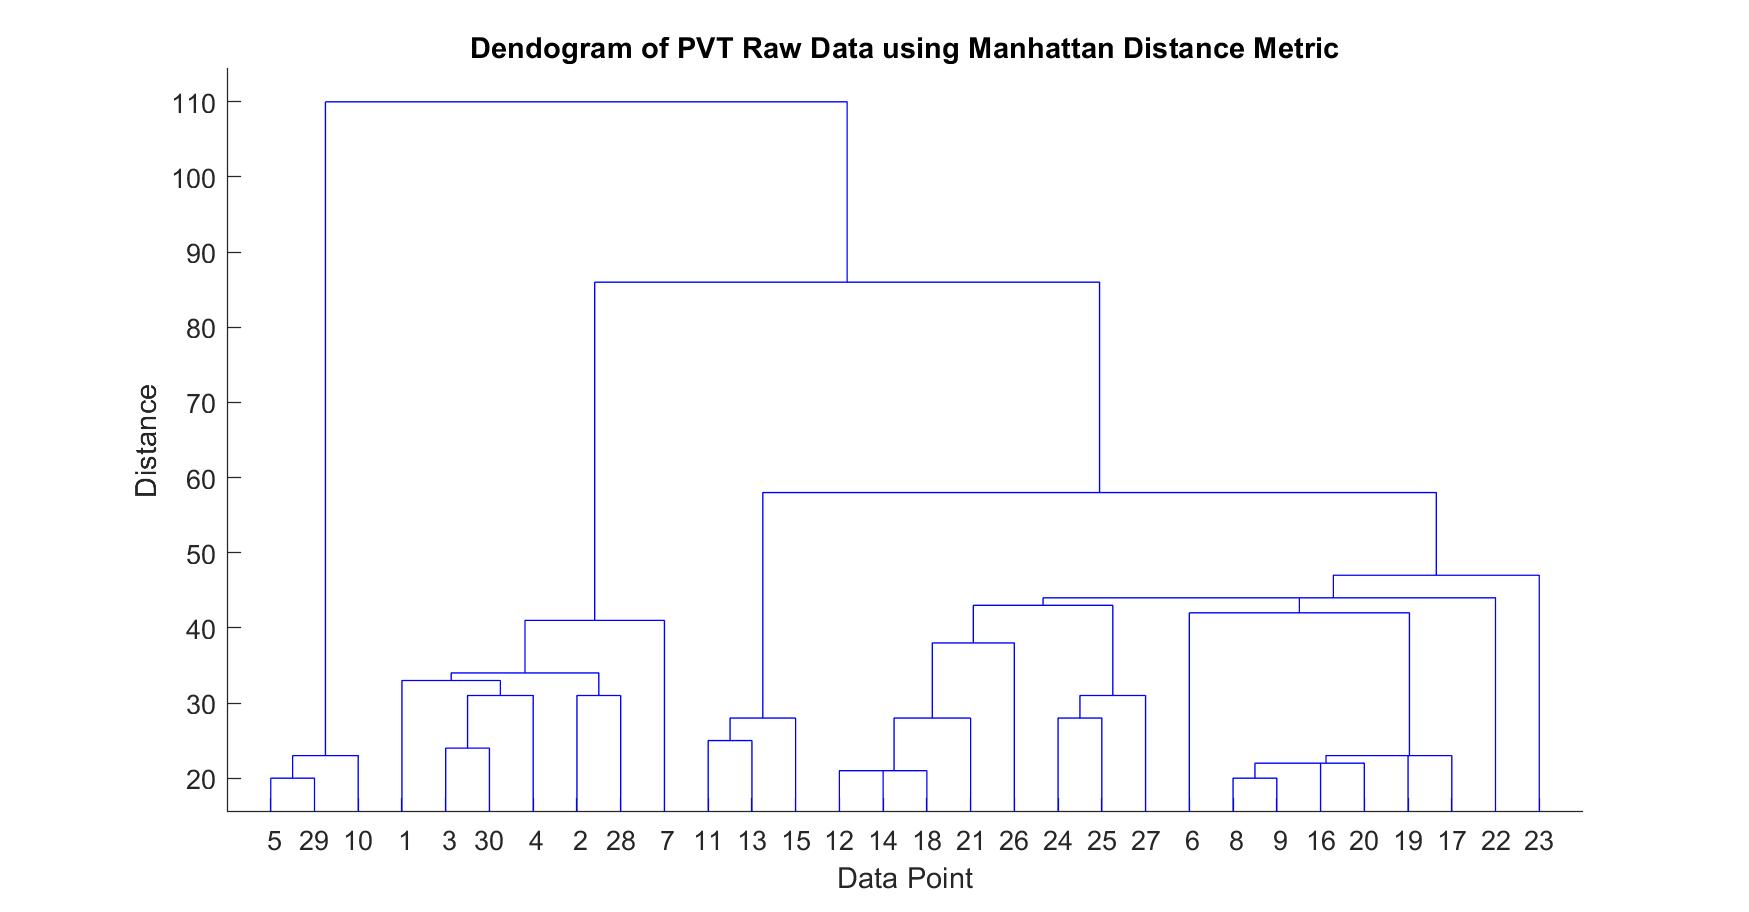 Dendogram of PVT Raw Data using Manhattan Distance Metric
110
100
90
80
70
60
50
40
30
20
Distance
5 29 10 1 3 30 4 2 28 7 11 13 15 12 14 18 21 26 24 25 27 6 8 9 16 20 19 17 22 23
Data Point